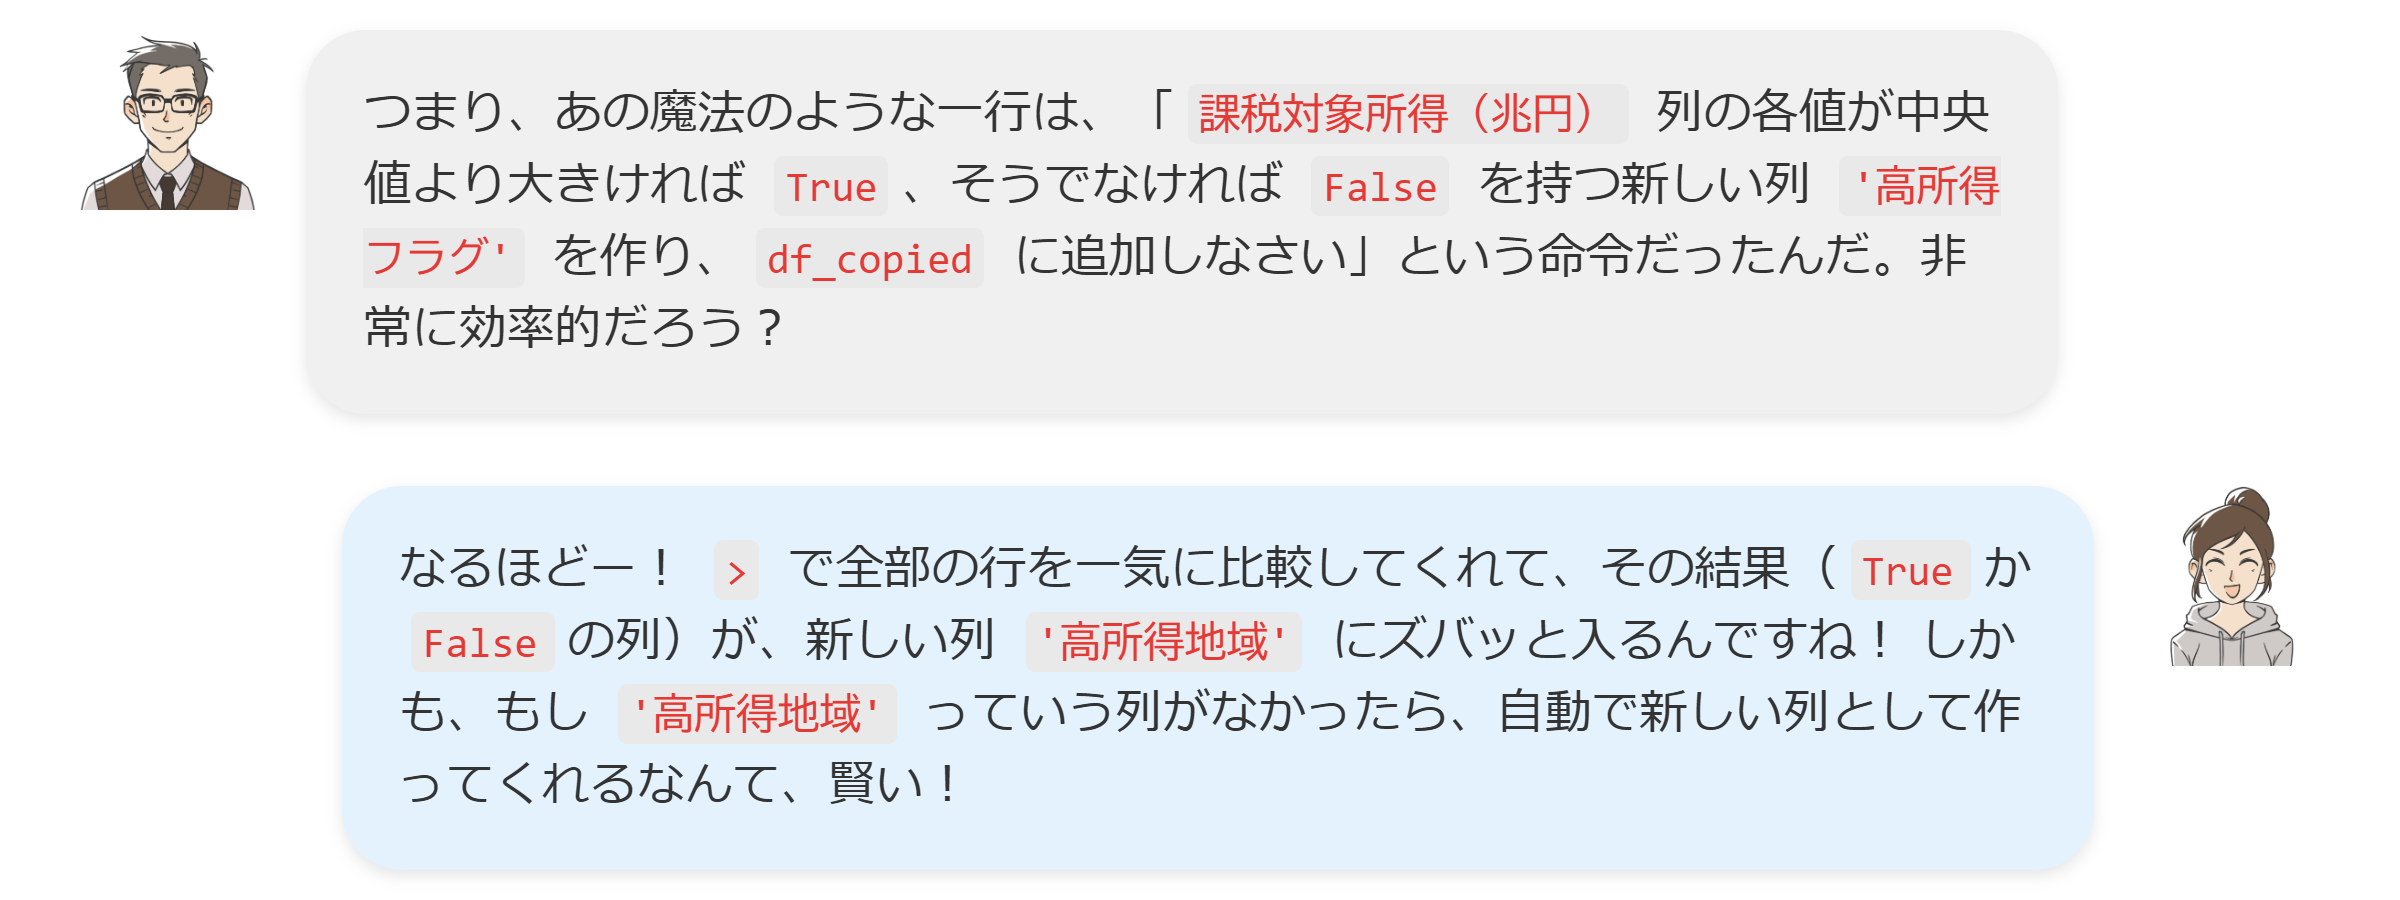 つまり、あの魔法のような一行は、「 課税対象所得（兆円） 列の各値が中央
値より大きければ True 、そうでなければ False を持つ新しい列 '高所得
フラグ' を作り、 df_copied に追加しなさい」という命令だったんだ。非
常に効率的だろう？
なるほどー！ > で全部の行を一気に比較してくれて、その結果（ True か
False の列）が、新しい列 '高所得地域' にズバッと入るんですね！ しか
も、もし '高所得地域' っていう列がなかったら、自動で新しい列として作
ってくれるなんて、賢い！